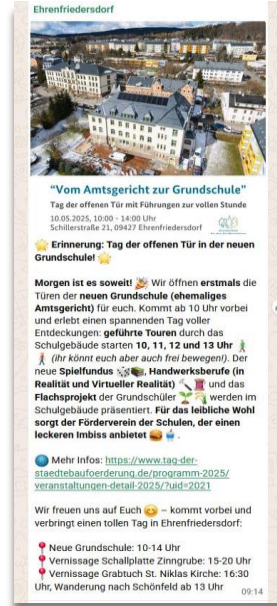 Ehrenfriedersdorf
"Vom Amtsgericht zur Grundschule"
Tag der offenen Tür mit Führungen zur vollen Stunde
10.05.2025, 10:00 - 14:00 Uhr
Schillerstraße 21, 09427 Ehrenfriedersdorf
🌟 Erinnerung: Tag der offenen Tür in der neuen
Grundschule! 🌟
Morgen ist es soweit! 🎉 Wir öffnen erstmals die
Türen der neuen Grundschule (ehemaliges
Amtsgericht) für euch. Kommt ab 10 Uhr vorbei
und erlebt einen spannenden Tag voller
Entdeckungen: geführte Touren durch das
Schulgebäude starten 10, 11, 12 und 13 Uhr 🚶
🚶 (ihr könnt euch aber auch frei bewegen!). Der
neue Spielfundus 🎲🎨, Handwerksberufe (in
Realität und Virtueller Realität) 🔨🧵 und das
Flachsprojekt der Grundschüler 🌱🌾 werden im
Schulgebäude präsentiert. Für das leibliche Wohl
sorgt der Förderverein der Schulen, der einen
leckeren Imbiss anbietet 🍔🥤.
🌐 Mehr Infos: https://www.tag-der-
staedtebaufoerderung.de/programm-2025/
veranstaltungen-detail-2025/?uid=2021
Wir freuen uns auf Euch 😊 – kommt vorbei und
verbringt einen tollen Tag in Ehrenfriedersdorf:
📍Neue Grundschule: 10-14 Uhr
📍Vernissage Schallplatte Zinngrube: 15-20 Uhr
📍Vernissage Grabtuch St. Niklas Kirche: 16:30
Uhr, Wanderung nach Schönfeld ab 13 Uhr
09:14